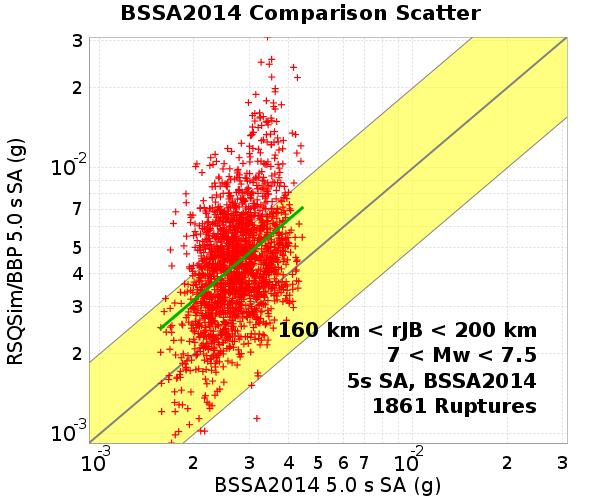 BSSA2014 Comparison Scatter
RSQSim/BBP 5.0 s SA (g)
3
2
10-2
7
5
4
3
2
10-3
160 km < rJB < 200 km
7 < Mw < 7.5
5s SA, BSSA2014
1861 Ruptures
10-3 2 3 4 5 6 7 10-2 2 3
BSSA2014 5.0 s SA (g)